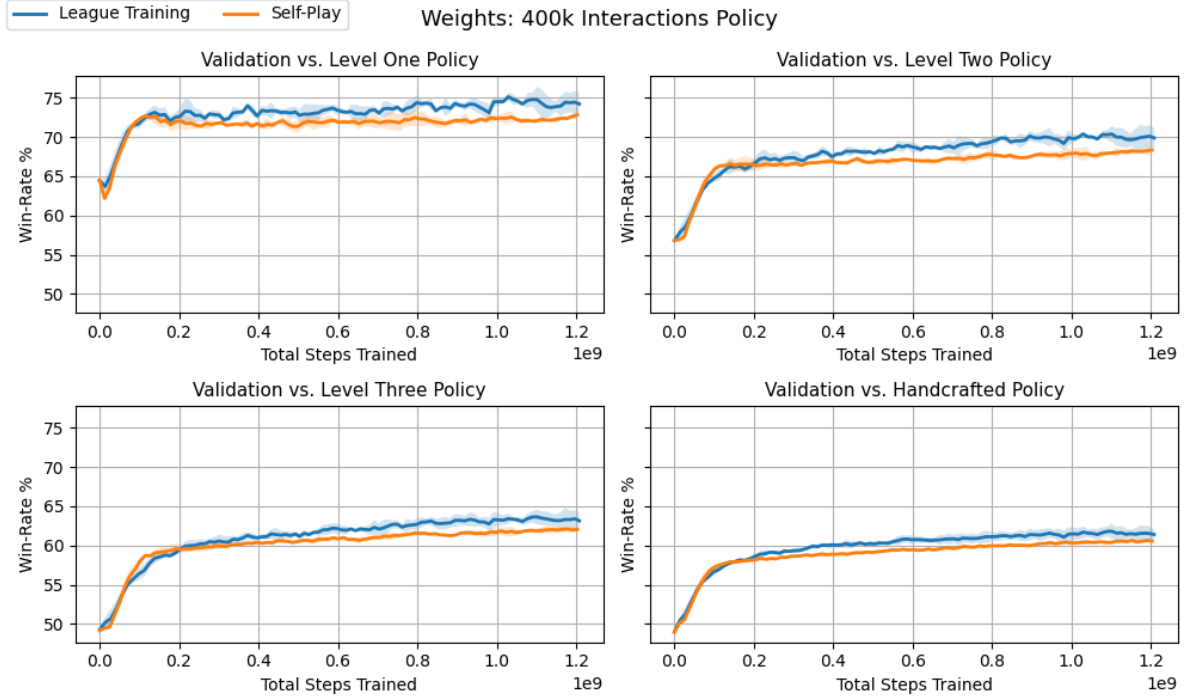 League Training Self-Play
Weights: 400k Interactions Policy
Validation vs. Level One Policy
Win-Rate %
75
70
65
60
55
50
0.0 0.2 0.4 0.6 0.8 1.0 1.2
Total Steps Trained
1e9
Validation vs. Level Two Policy
Win-Rate %
0.0 0.2 0.4 0.6 0.8 1.0 1.2
Total Steps Trained
1e9
Validation vs. Level Three Policy
Win-Rate %
75
70
65
60
55
50
0.0 0.2 0.4 0.6 0.8 1.0 1.2
Total Steps Trained
1e9
Validation vs. Handcrafted Policy
Win-Rate %
0.0 0.2 0.4 0.6 0.8 1.0 1.2
Total Steps Trained
1e9